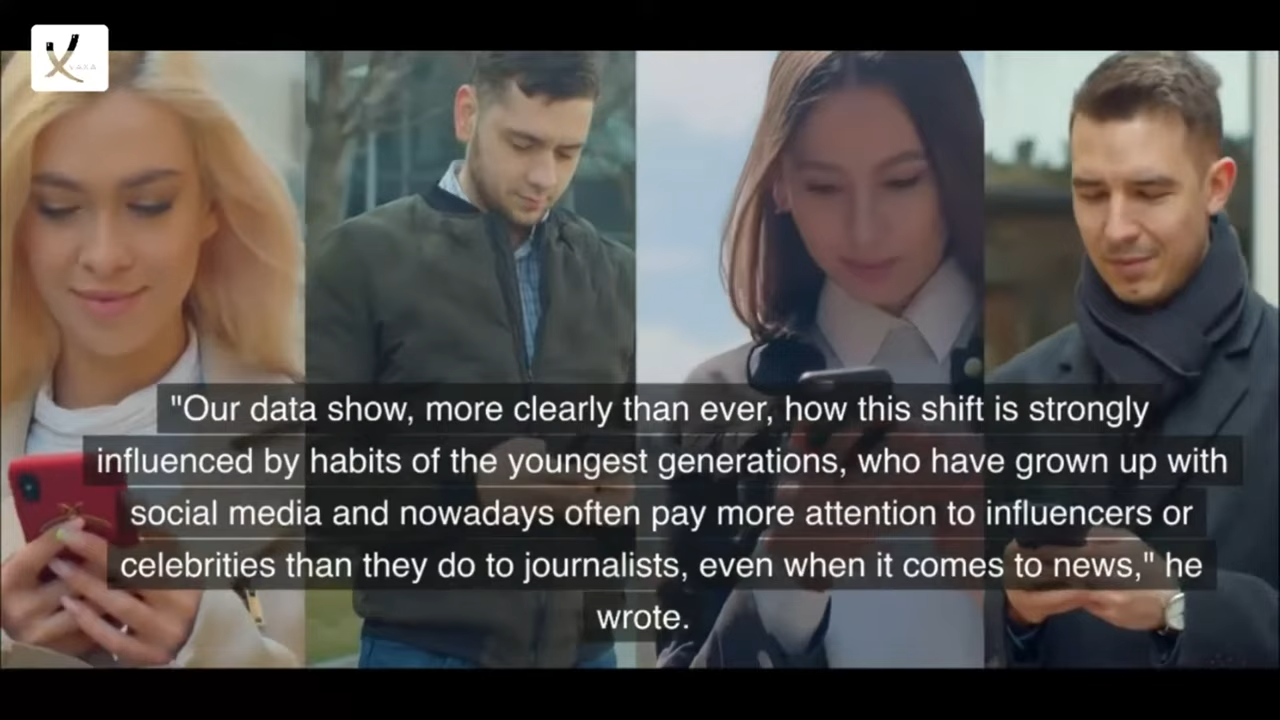 "Our data show, more clearly than ever, how this shift is strongly
influenced by habits of the youngest generations, who have grown up with
social media and nowadays often pay more attention to influencers or
celebrities than they do to journalists, even when it comes to news," he
wrote.